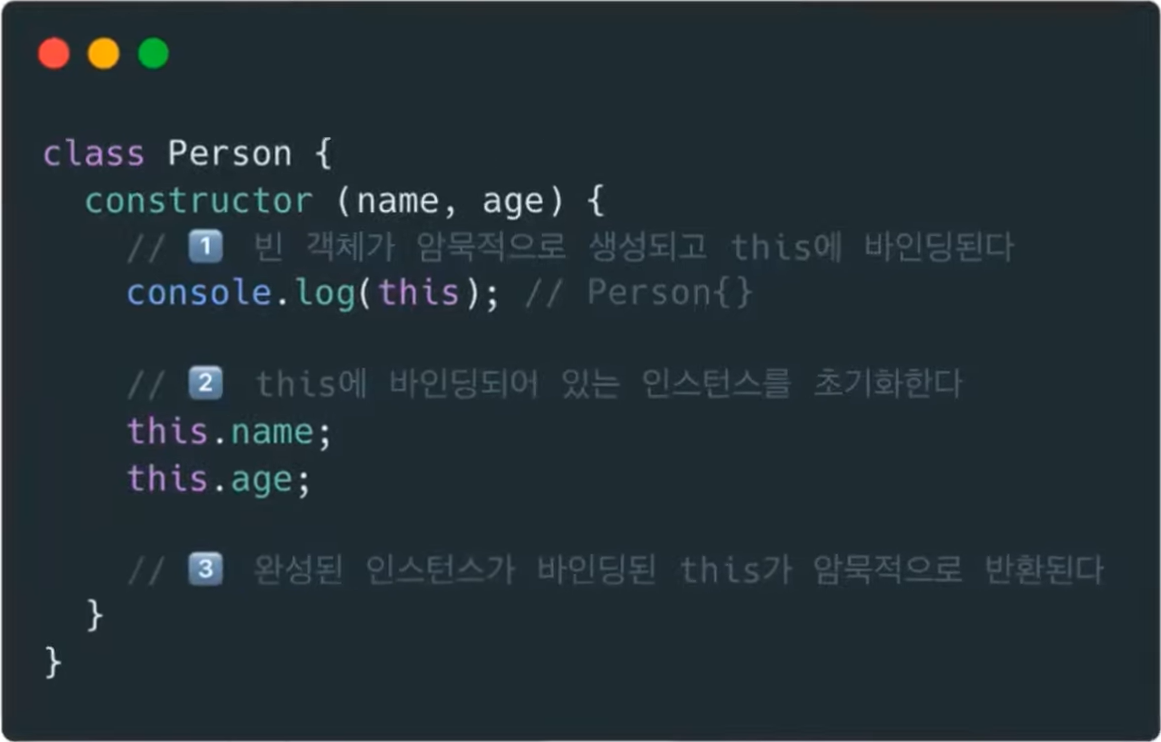 class Person {
constructor (name, age) {
// 1️⃣ 빈 객체가 암묵적으로 생성되고 this에 바인딩된다
console.log(this); // Person{}
// 2️⃣ this에 바인딩되어 있는 인스턴스를 초기화한다
this.name;
this.age;
// 3️⃣ 완성된 인스턴스가 바인딩된 this가 암묵적으로 반환된다
}
}